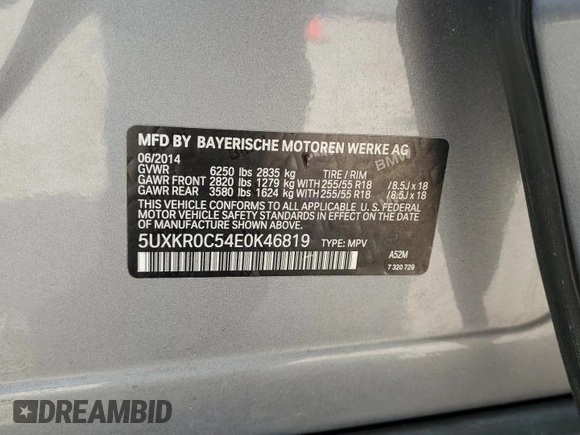 MFD BY BAYERISCHE MOTOREN WERKE AG
06/2014
GVWR 6250 lbs 2835 kg TIRE / RIM
GAWR FRONT 2820 lbs 1279 kg WITH 255/55 R18 /8.5J x 18
GAWR REAR 3580 lbs 1624 kg WITH 255/55 R18 /8.5J x 18
THIS VEHICLE CONFORMS TO ALL APPLICABLE U.S. FEDERAL
MOTOR VEHICLE SAFETY STANDARDS IN EFFECT ON THE DATE
OF MANUFACTURE SHOWN ABOVE.
5UXKR0C54E0K46819 TYPE: MPV
A52M
7 320 729
BMW
DREAMBID